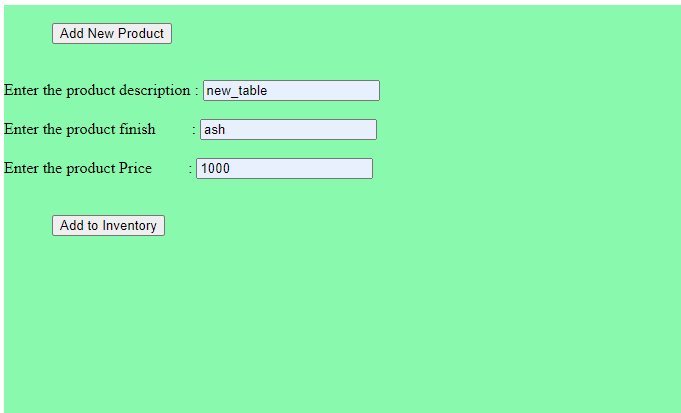 Add New Product
Enter the product description : new_table
Enter the product finish : ash
Enter the product Price : 1000
Add to Inventory